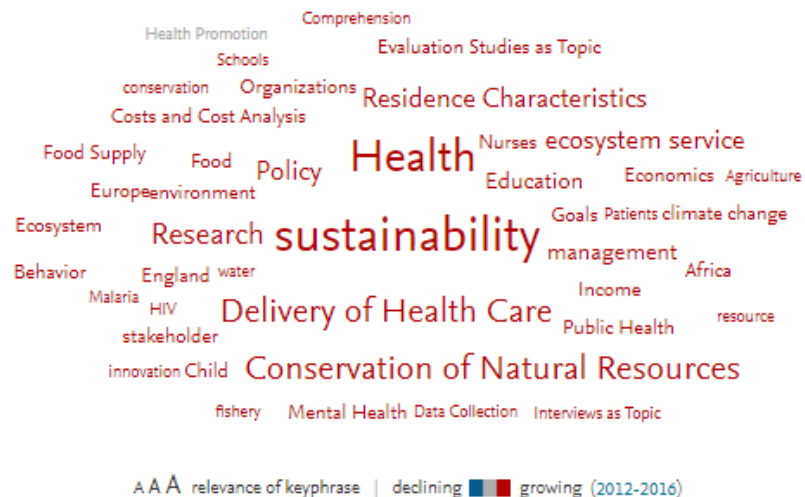 Comprehension
Health Promotion
Evaluation Studies as Topic
Schools
conservation Organizations Residence Characteristics
Costs and Cost Analysis
Food Supply Food Policy Health Nurses ecosystem service
Education Economics Agriculture
Europe environment
Ecosystem Research sustainability Goals Patients climate change
management
Behavior England water Africa
Malaria HIV Delivery of Health Care Income
stakeholder Public Health resource
innovation Child Conservation of Natural Resources
fishery Mental Health Data Collection Interviews as Topic
A A A relevance of keyphrase | declining growing (2012-2016)